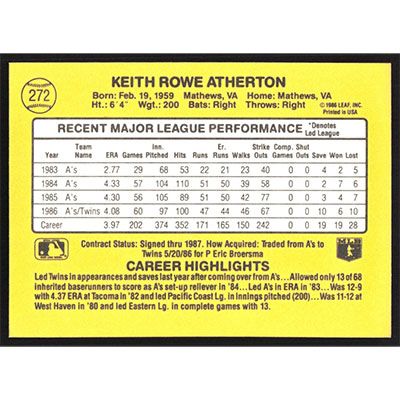 272
KEITH ROWE ATHERTON
Born: Feb. 19, 1959 Mathews, VA Home: Mathews, VA
Ht.: 6'4" Wgt.: 200 Bats: Right Throws: Right
©1986 LEAF, INC.
Printed in USA
RECENT MAJOR LEAGUE PERFORMANCE *Denotes Led League
Year Team Name ERA Games Inn. Pitched Hits Runs Er. Runs Walks Strike Outs Comp. Games Shut Outs Save Won Lost
1983 A's 2.77 29 68 53 22 21 23 40 0 0 4 2 5
1984 A's 4.33 57 104 110 51 50 39 58 0 0 2 7 6
1985 A's 4.30 56 105 89 51 50 42 77 0 0 3 4 7
1986 A's/Twins 4.08 60 97 100 47 44 46 67 0 0 10 6 10
Career 3.97 202 374 352 171 165 150 242 0 0 19 19 28
Contract Status: Signed thru 1987. How Acquired: Traded from A's to
Twins 5/20/86 for P Eric Broersma
CAREER HIGHLIGHTS
Led Twins in appearances and saves last year after coming over from A's...Allowed only 13 of 68
inherited baserunners to score as A's set-up reliever in '84...Led A's in ERA in '83...Was 12-9
with 4.37 ERA at Tacoma in '82 and led Pacific Coast Lg. in innings pitched (200)...Was 11-12
at West Haven in '80 and led Eastern Lg. in complete games with 13.